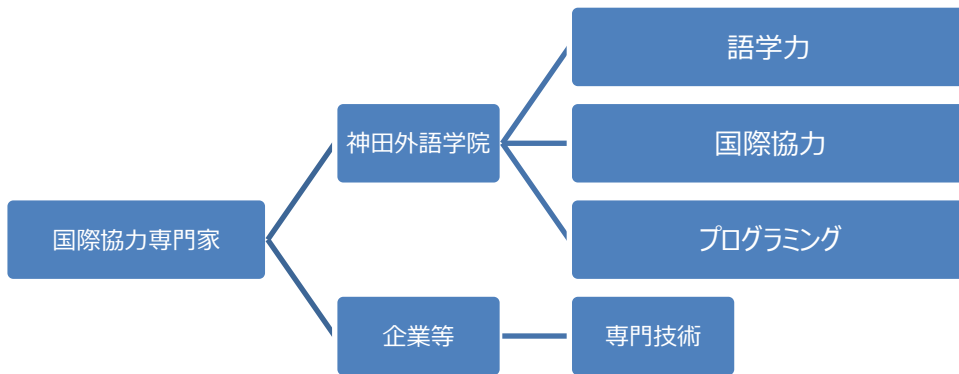 語学力
神田外語学院
国際協力
国際協力専門家
プログラミング
企業等
専門技術